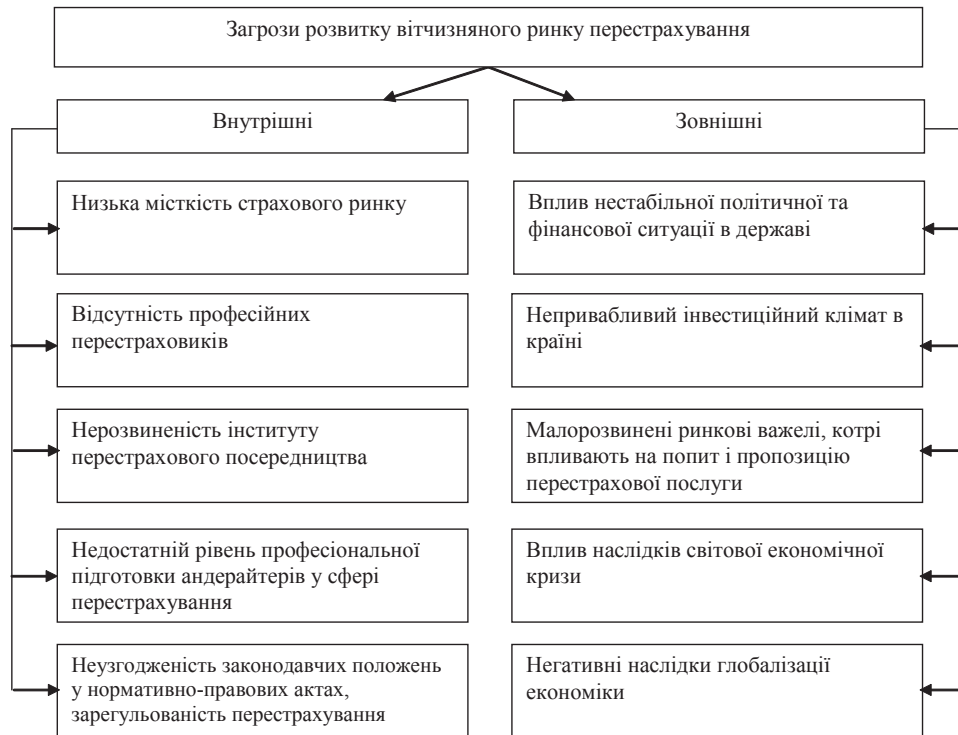 Загрози розвитку вітчизняного ринку перестрахування
Внутрішні
Низька місткість страхового ринку
Відсутність професійних
перестраховиків
Нерозвиненість інституту
перестрахового посередництва
Недостатній рівень професіональної
підготовки андерайтерів у сфері
перестрахування
Неузгодженість законодавчих положень
у нормативно-правових актах,
зарегульованість перестрахування
Зовнішні
Вплив нестабільної політичної та
фінансової ситуації в державі
Непривабливий інвестиційний клімат в
країні
Малорозвинені ринкові важелі, котрі
впливають на попит і пропозицію
перестрахової послуги
Вплив наслідків світової економічної
кризи
Негативні наслідки глобалізації
економіки